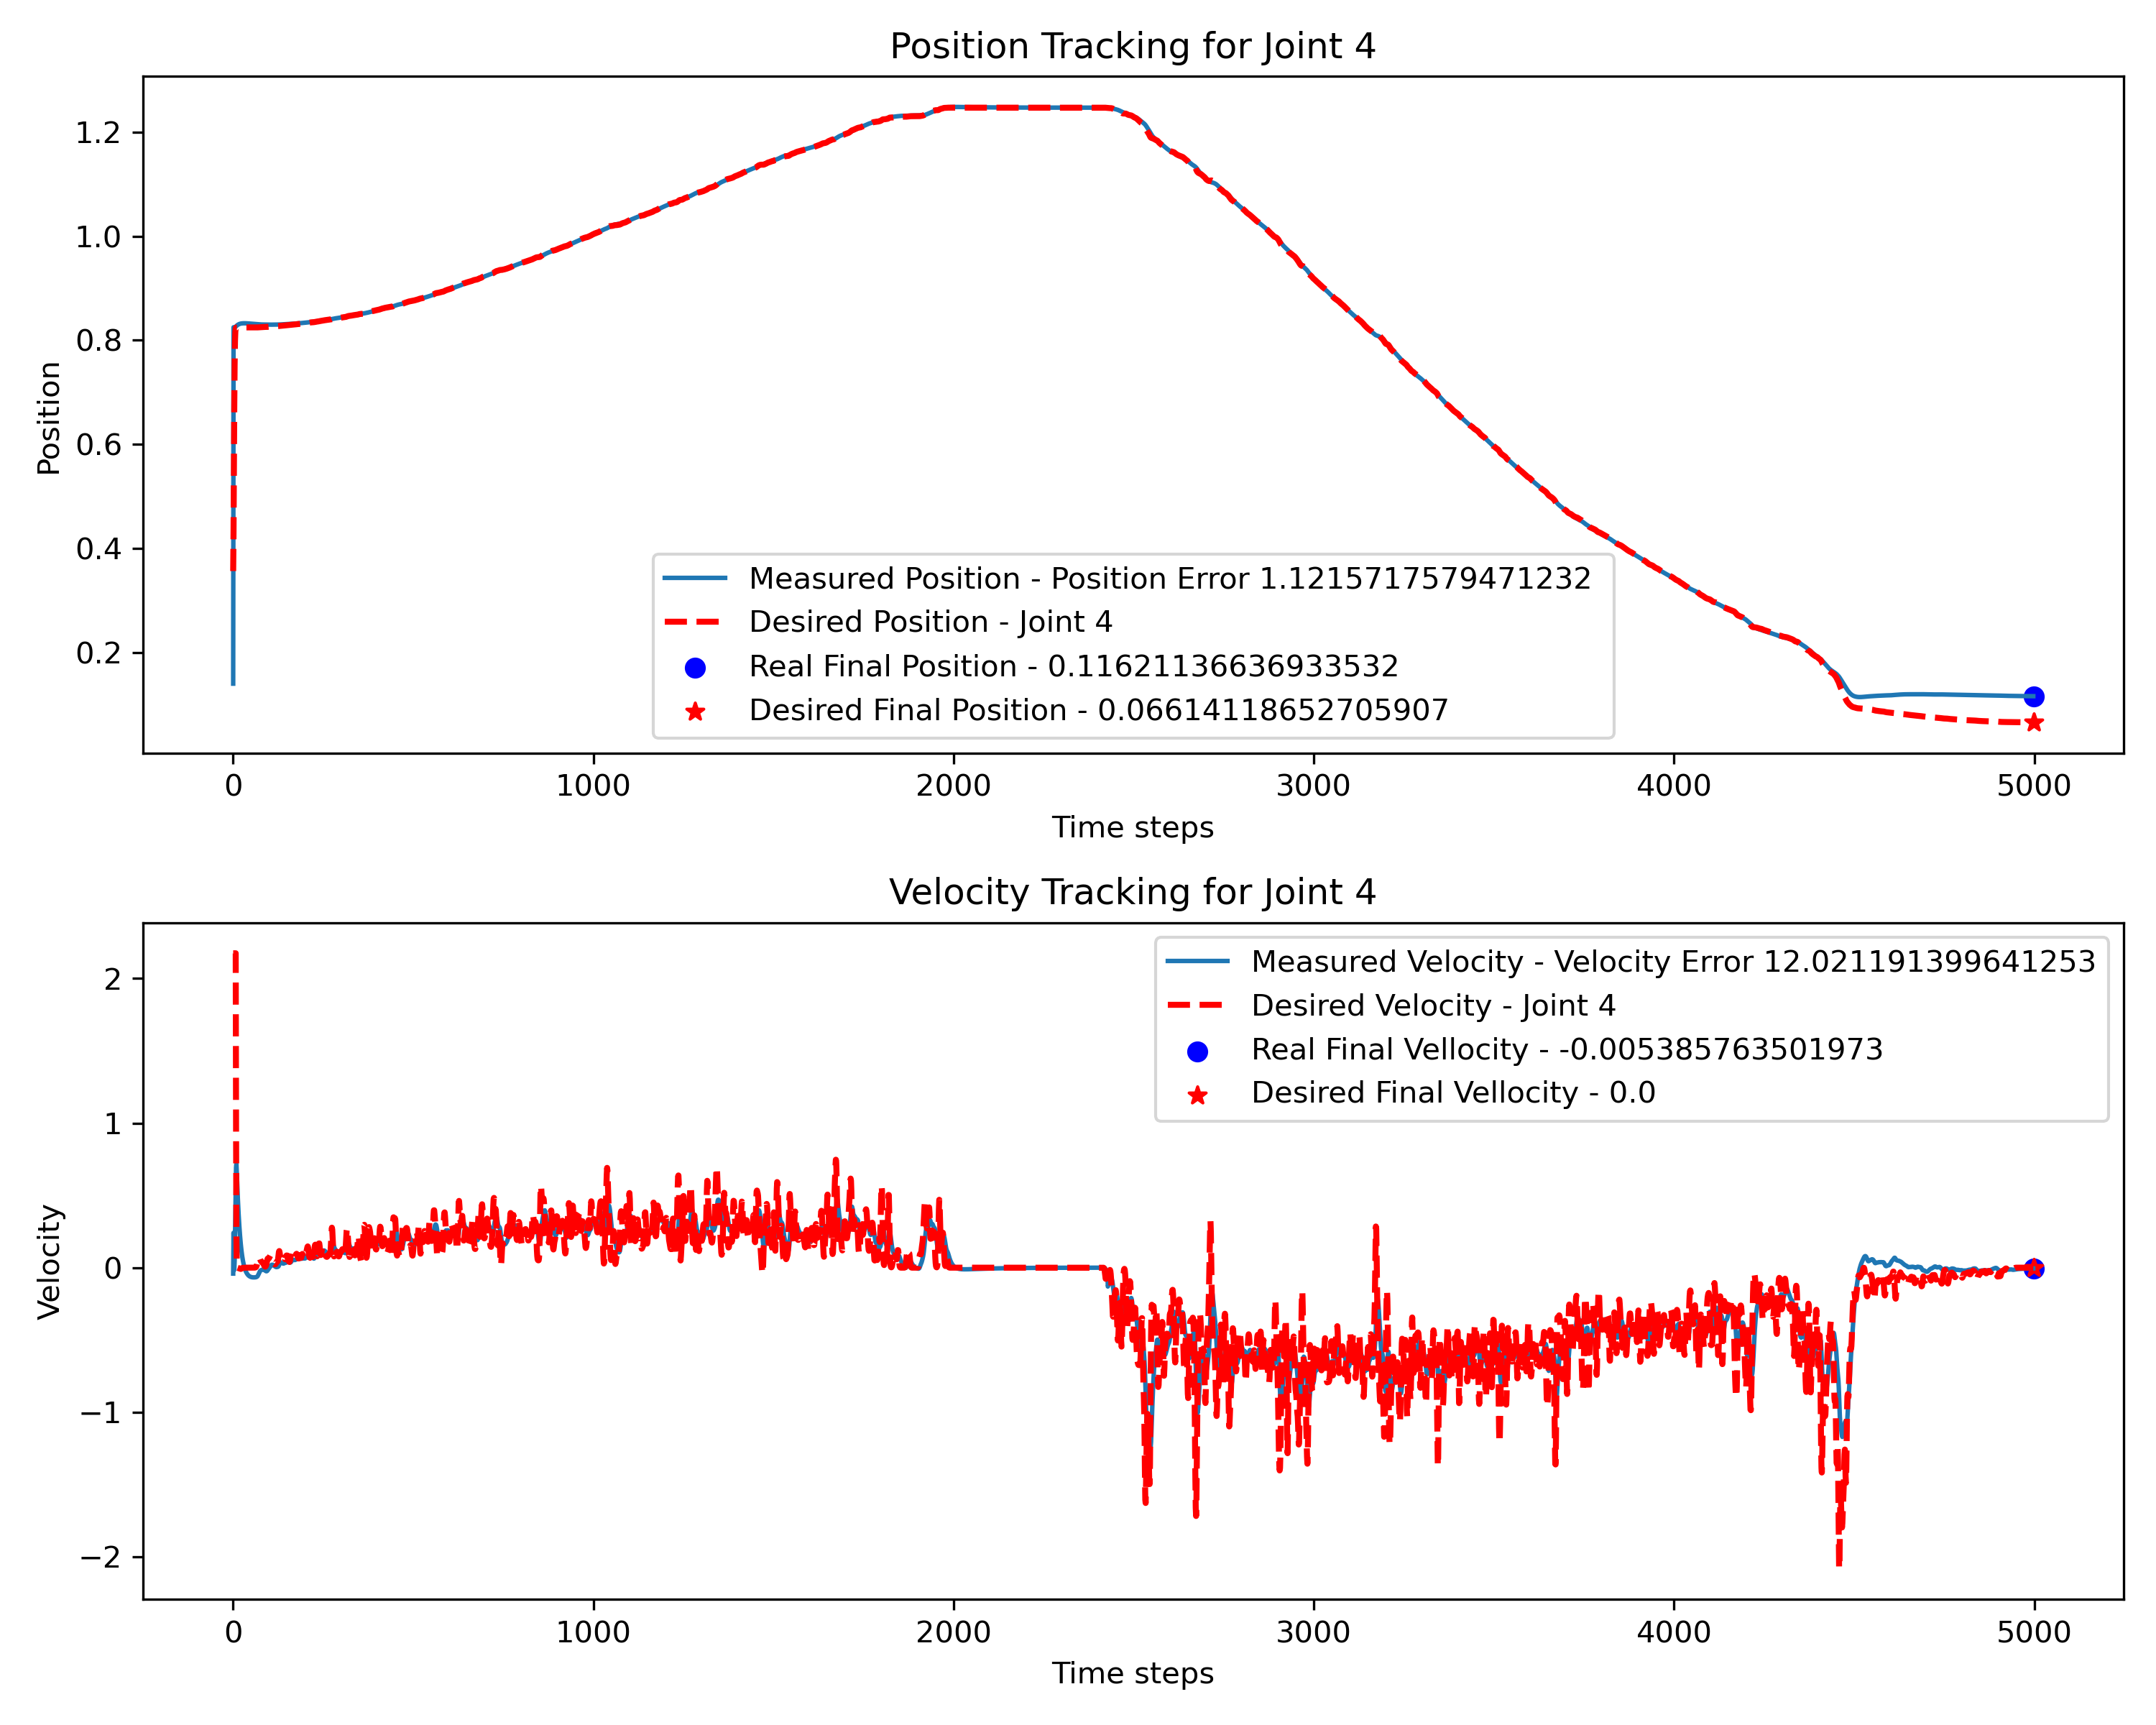 Position Tracking for Joint 4
Position
1.2
1.0
0.8
0.6
0.4
0.2
Measured Position - Position Error 1.1215717579471232
Desired Position - Joint 4
Real Final Position - 0.11621136636933532
Desired Final Position - 0.06614118652705907
0 1000 2000 3000 4000 5000
Time steps
Velocity Tracking for Joint 4
Velocity
2
1
0
−1
−2
Measured Velocity - Velocity Error 12.021191399641253
Desired Velocity - Joint 4
Real Final Vellocity - -0.005385763501973
Desired Final Vellocity - 0.0
0 1000 2000 3000 4000 5000
Time steps